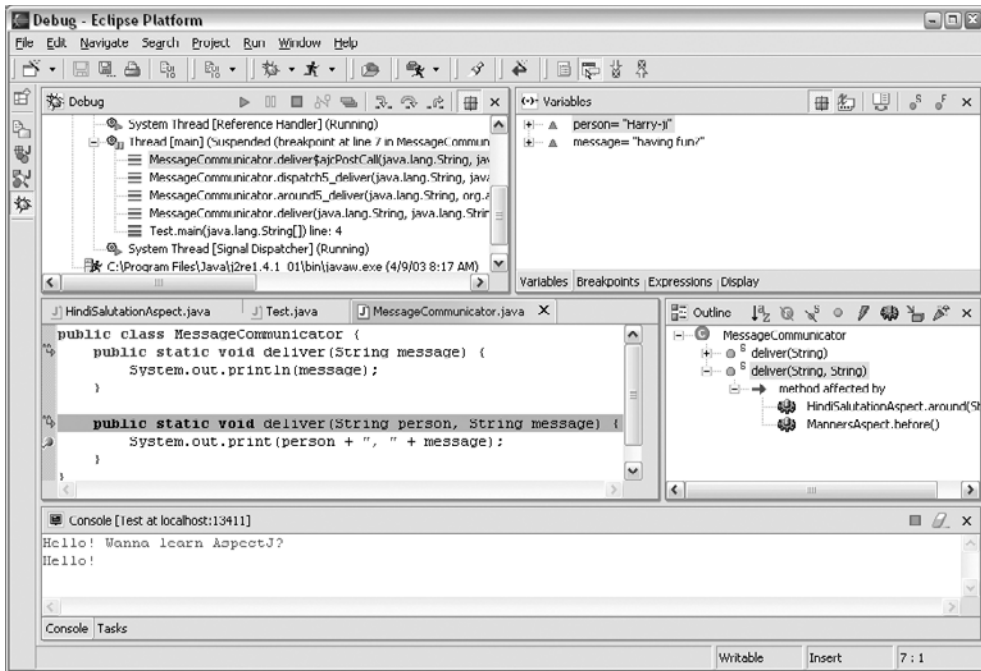 Debug - Eclipse Platform
File Edit Navigate Search Project Run Window Help
Debug
System Thread [Reference Handler] (Running)
Thread [main] (Suspended (breakpoint at line 7 in MessageCommun
MessageCommunicator.deliver$ajcPostCall(java.lang.String, jav
MessageCommunicator.dispatch5_deliver(java.lang.String, java
MessageCommunicator.around5_deliver(java.lang.String, org.a
MessageCommunicator.deliver(java.lang.String, java.lang.Strin
Test.main(java.lang.String[]) line: 4
System Thread [Signal Dispatcher] (Running)
C:\Program Files\Java\j2re1.4.1_01\bin\javaw.exe (4/9/03 8:17 AM)
Variables
person= "Harry-ji"
message= "having fun?"
Variables Breakpoints Expressions Display
HindiSalutationAspect.java Test.java MessageCommunicator.java
public class MessageCommunicator {
public static void deliver(String message) {
System.out.println(message);
}
public static void deliver(String person, String message) {
System.out.print(person + ", " + message);
}
}
Outline
MessageCommunicator
deliver(String)
deliver(String, String)
method affected by
HindiSalutationAspect.around(St
MannersAspect.before()
Console [Test at localhost:13411]
Hello! Wanna learn AspectJ?
Hello!
Console Tasks
Writable Insert 7 : 1